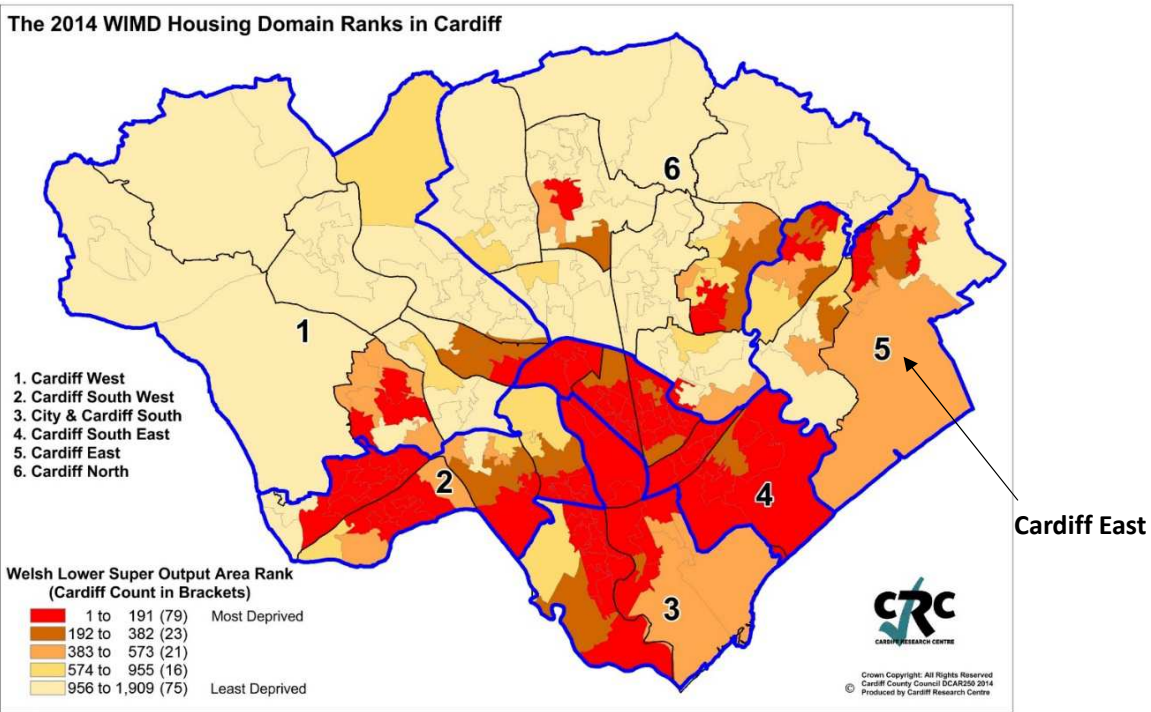 The 2014 WIMD Housing Domain Ranks in Cardiff
6
1
5
1. Cardiff West
2. Cardiff South West
3. City & Cardiff South
4. Cardiff South East
5. Cardiff East
6. Cardiff North
2
4
Cardiff East
Welsh Lower Super Output Area Rank
(Cardiff Count in Brackets)
1 to 191 (79) Most Deprived
192 to 382 (23)
383 to 573 (21)
574 to 955 (16)
956 to 1,909 (75) Least Deprived
3
CRC
CARDIFF RESEARCH CENTRE
Crown Copyright: All Rights Reserved
© Cardiff County Council DCAR250 2014
Produced by Cardiff Research Centre